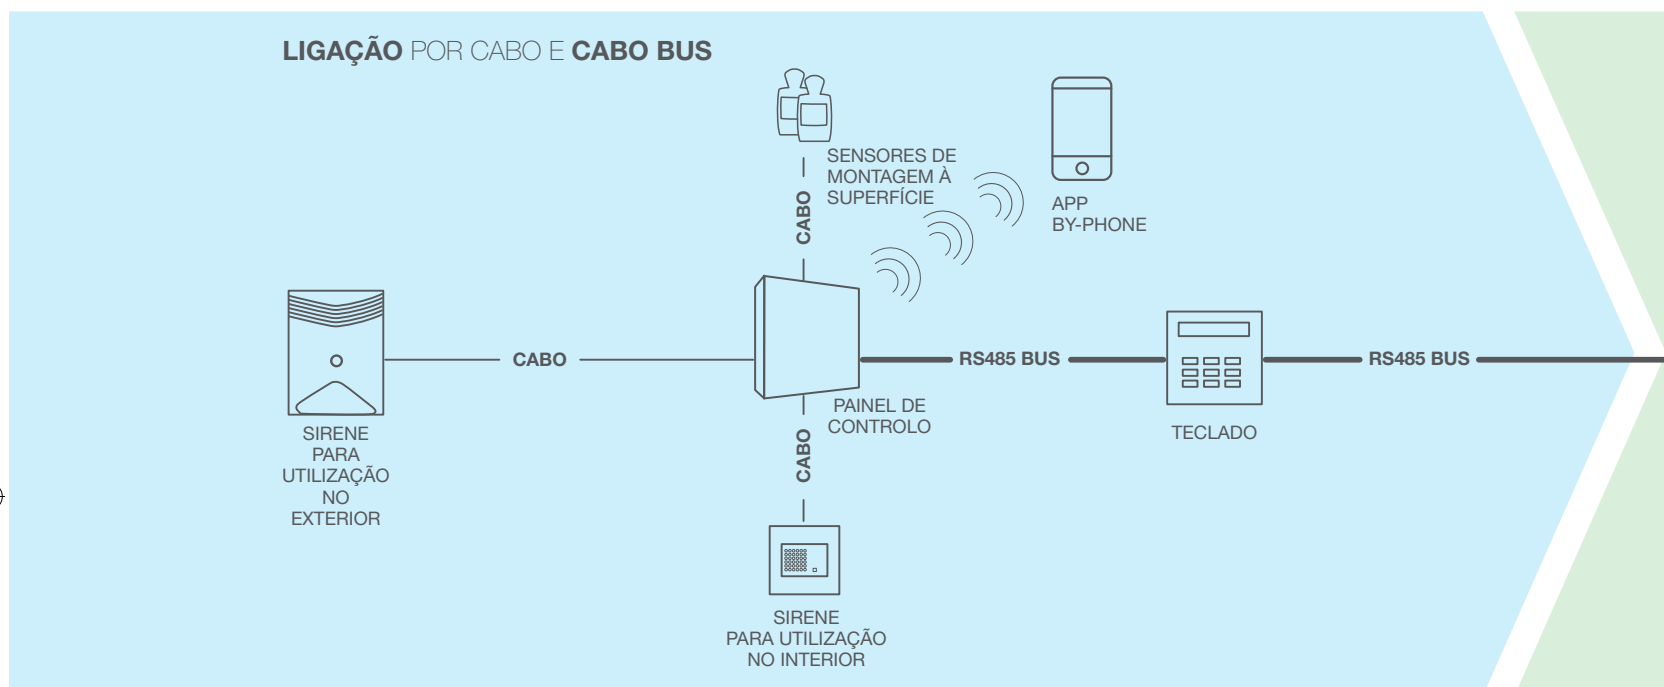 LIGAÇÃO POR CABO E CABO BUS
SENSORES DE
MONTAGEM À
SUPERFÍCIE
CABO
APP
BY-PHONE
CABO
RS485 BUS
RS485 BUS
PAINEL DE
CONTROLO
TECLADO
SIRENE
PARA
UTILIZAÇÃO
NO
EXTERIOR
CABO
SIRENE
PARA UTILIZAÇÃO
NO INTERIOR